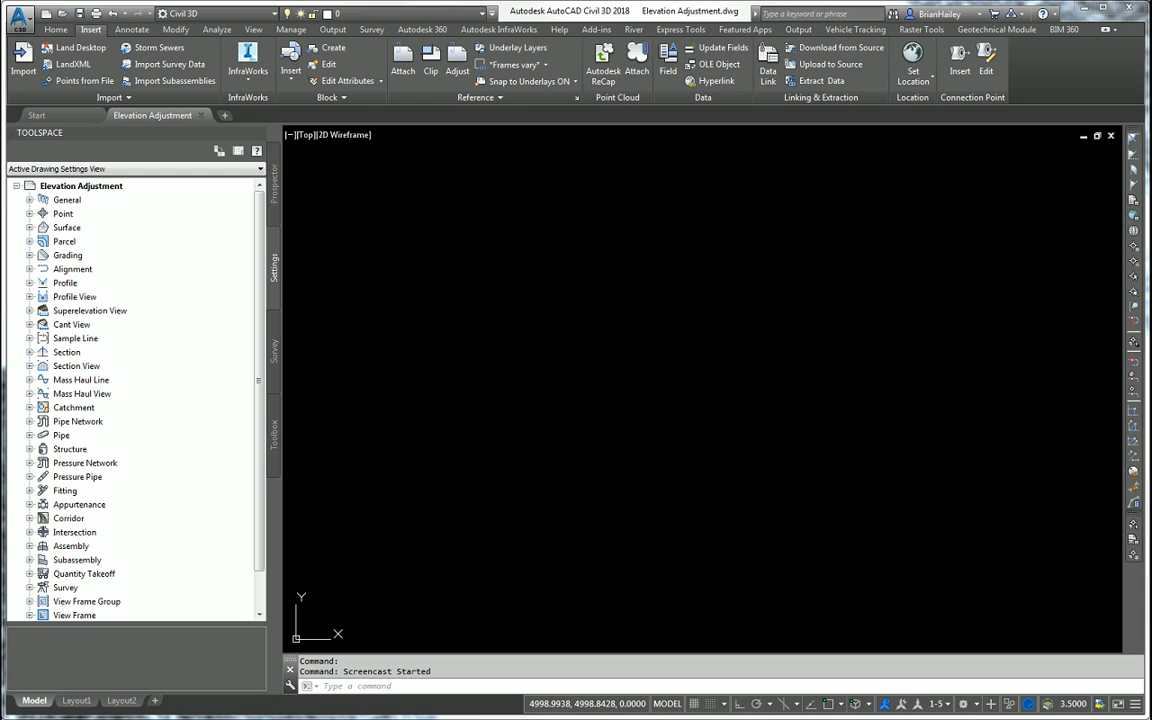 Civil 3D
0
Autodesk AutoCAD Civil 3D 2018 Elevation Adjustment.dwg
Type a keyword or phrase
BrianHailey
C3D
Home Insert Annotate Modify Analyze View Manage Output Survey Autodesk 360 Autodesk InfraWorks Help Add-ins River Express Tools Featured Apps Output Vehicle Tracking Raster Tools Geotechnical Module BIM 360
Import
Land Desktop
LandXML
Points from File
Storm Sewers
Import Survey Data
Import Subassemblies
Import
InfraWorks
InfraWorks
Insert
Create
Edit
Edit Attributes
Block
Attach
Clip
Adjust
Underlay Layers
*Frames vary*
Snap to Underlays ON
Reference
Autodesk ReCap
Attach
Point Cloud
Field
Update Fields
OLE Object
Hyperlink
Data
Data Link
Download from Source
Upload to Source
Extract Data
Linking & Extraction
Set Location
Location
Insert
Edit
Connection Point
Start
Elevation Adjustment
TOOLSPACE
Active Drawing Settings View
Elevation Adjustment
General
Point
Surface
Parcel
Grading
Alignment
Profile
Profile View
Superelevation View
Cant View
Sample Line
Section
Section View
Mass Haul Line
Mass Haul View
Catchment
Pipe Network
Pipe
Structure
Pressure Network
Pressure Pipe
Fitting
Appurtenance
Corridor
Intersection
Assembly
Subassembly
Quantity Takeoff
Survey
View Frame Group
View Frame
Prospector
Settings
Survey
Toolbox
[−][Top][2D Wireframe]
Y
X
Command:
Command: Screencast Started
Type a command
Model Layout1 Layout2
4998.9938, 4998.8428, 0.0000 MODEL
1-5
3.5000